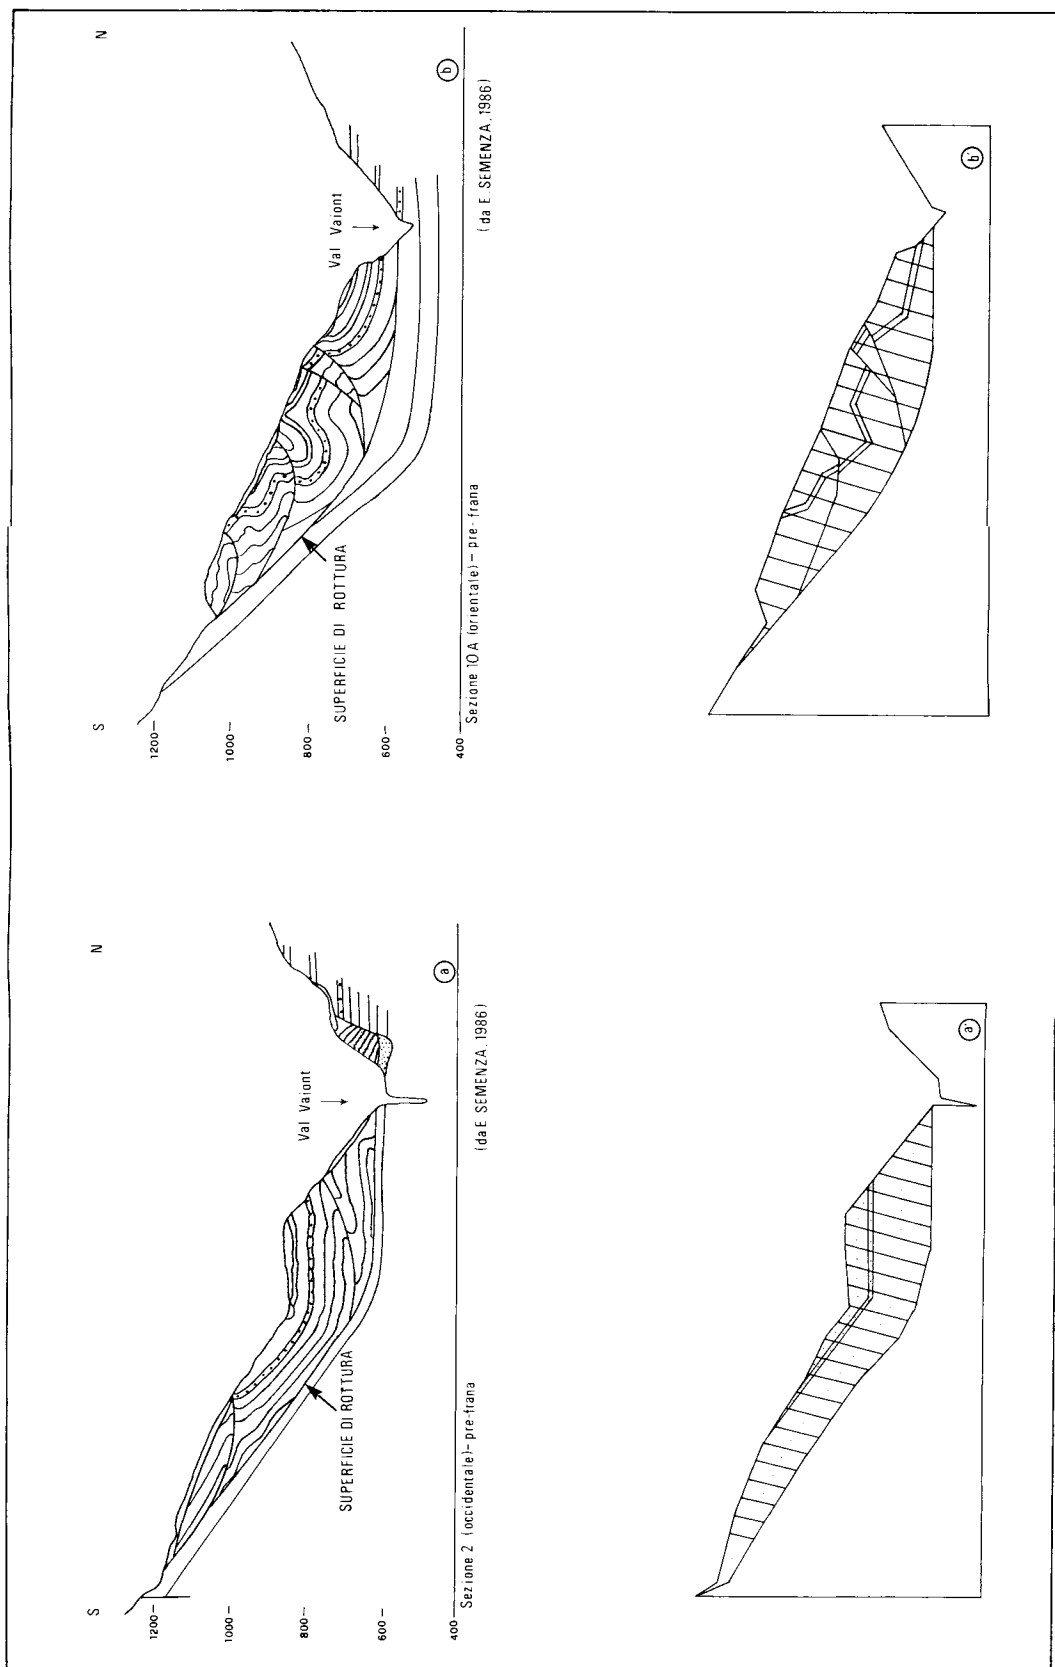 S
N
1200
1000
800
600
400
Val Vaiont
SUPERFICIE DI ROTTURA
a
Sezione 2 (occidentale) – pre-frana
(da E SEMENZA, 1986)
a'
S
N
1200
1000
800
600
400
Val Vaiont
SUPERFICIE DI ROTTURA
b
Sezione 10 A (orientale) – pre-frana
(da E SEMENZA, 1986)
b'